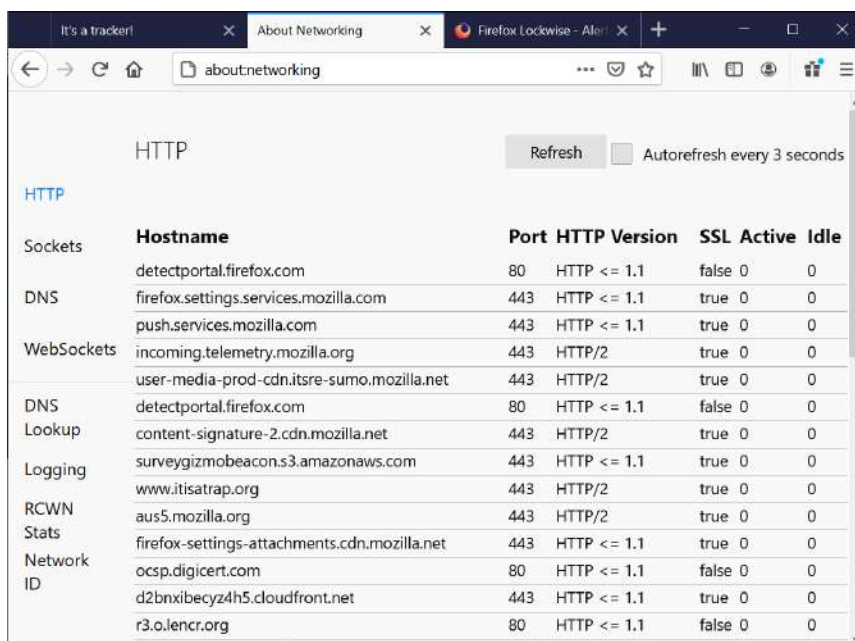 It's a tracker!
About Networking
Firefox Lockwise - Aler
about:networking
HTTP
Refresh
Autorefresh every 3 seconds
HTTP
Sockets
DNS
WebSockets
DNS
Lookup
Logging
RCWN
Stats
Network
ID
Hostname Port HTTP Version SSL Active Idle
detectportal.firefox.com 80 HTTP <= 1.1 false 0 0
firefox.settings.services.mozilla.com 443 HTTP <= 1.1 true 0 0
push.services.mozilla.com 443 HTTP <= 1.1 true 0 0
incoming.telemetry.mozilla.org 443 HTTP/2 true 0 0
user-media-prod-cdn.itsre-sumo.mozilla.net 443 HTTP/2 true 0 0
detectportal.firefox.com 80 HTTP <= 1.1 false 0 0
content-signature-2.cdn.mozilla.net 443 HTTP/2 true 0 0
surveygizmobeacon.s3.amazonaws.com 443 HTTP <= 1.1 true 0 0
www.itisatrap.org 443 HTTP/2 true 0 0
aus5.mozilla.org 443 HTTP/2 true 0 0
firefox-settings-attachments.cdn.mozilla.net 443 HTTP <= 1.1 true 0 0
ocsp.digicert.com 80 HTTP <= 1.1 false 0 0
d2bnxibecyz4h5.cloudfront.net 443 HTTP <= 1.1 true 0 0
r3.o.lencr.org 80 HTTP <= 1.1 false 0 0